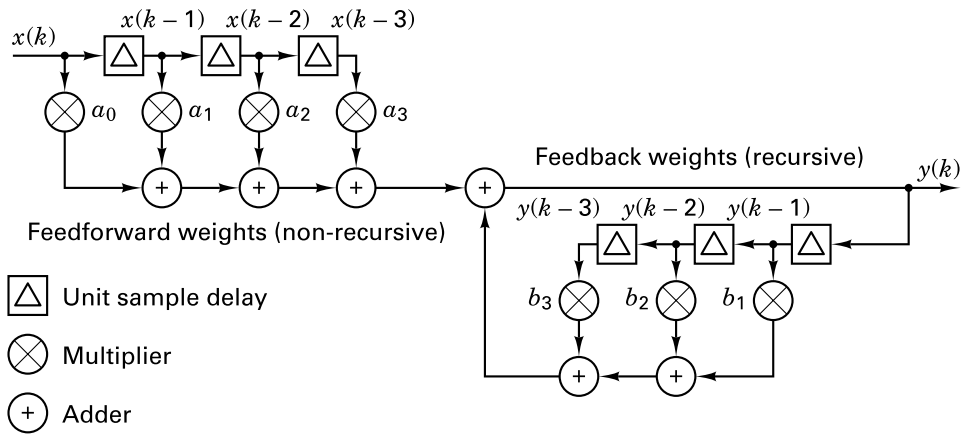 x(k)
x(k – 1)
x(k – 2)
x(k – 3)
a0
a1
a2
a3
+
+
+
+
Feedback weights (recursive)
y(k)
Feedforward weights (non-recursive)
y(k – 3)
y(k – 2)
y(k – 1)
b3
b2
b1
+
+
Unit sample delay
Multiplier
+
Adder